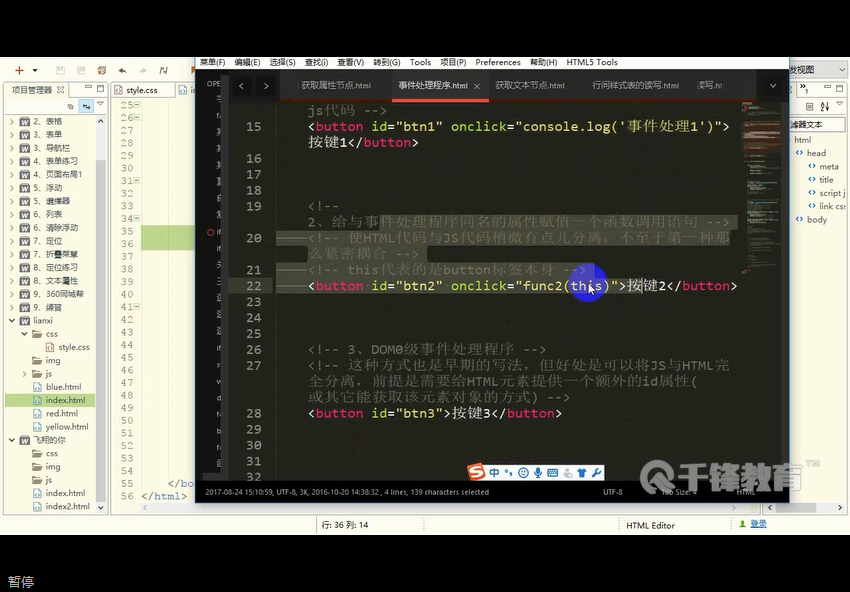 菜单(F) 编辑(E) 选择(S) 查找(i) 查看(V) 转到(G) Tools 项目(P) Preferences 帮助(H) HTML5 Tools
项目管理器
style.css
获取属性节点.html
事件处理程序.html
获取文本节点.html
行间样式表的读写.html
读写.ht
发视图
2、表格
3、表单
3、导航栏
4、表单练习
4、页面布局1
5、浮动
5、選擇器
6、列表
6、清除浮动
7、定位
7、折疊菜單
8、定位练习
8、文本屬性
9、360同城帮
9、練習
lianxi
css
style.css
img
js
blue.html
index.html
red.html
yellow.html
飞翔的你
css
img
js
index.html
index2.html
25
26
27
28
29
30
31
32
33
34
35
36
37
38
39
40
41
42
43
44
45
46
47
48
49
50
51
52
53
54
55 </bo
56 </html>
OPE
js代码 -->
15 <button id="btn1" onclick="console.log('事件处理1')">
按键1</button>
16
17
18
19 <!--
2、给与事件处理程序同名的属性赋值一个函数调用语句 -->
20 <!-- 使HTML代码与JS代码稍微有点儿分离，不至于第一种那
么紧密耦合 -->
21 <!-- this代表的是button标签本身 -->
22 <button id="btn2" onclick="func2(this)">按键2</button>
23
24
25
26 <!-- 3、DOM0级事件处理程序 -->
27 <!-- 这种方式也是早期的写法，但好处是可以将JS与HTML完
全分离，前提是需要给HTML元素提供一个额外的id属性(
或其它能获取该元素对象的方式) -->
28 <button id="btn3">按键3</button>
29
30
31
32
2017-08-24 15:10:59, UTF-8, 3K, 2016-10-20 14:38:32, 4 lines, 139 characters selected
UTF-8
Tab Size: 4
HTML
中
千锋教育 TM
滤器文本
html
head
meta
title
script j
link css
body
行: 36 列: 14
HTML Editor
登录
暂停